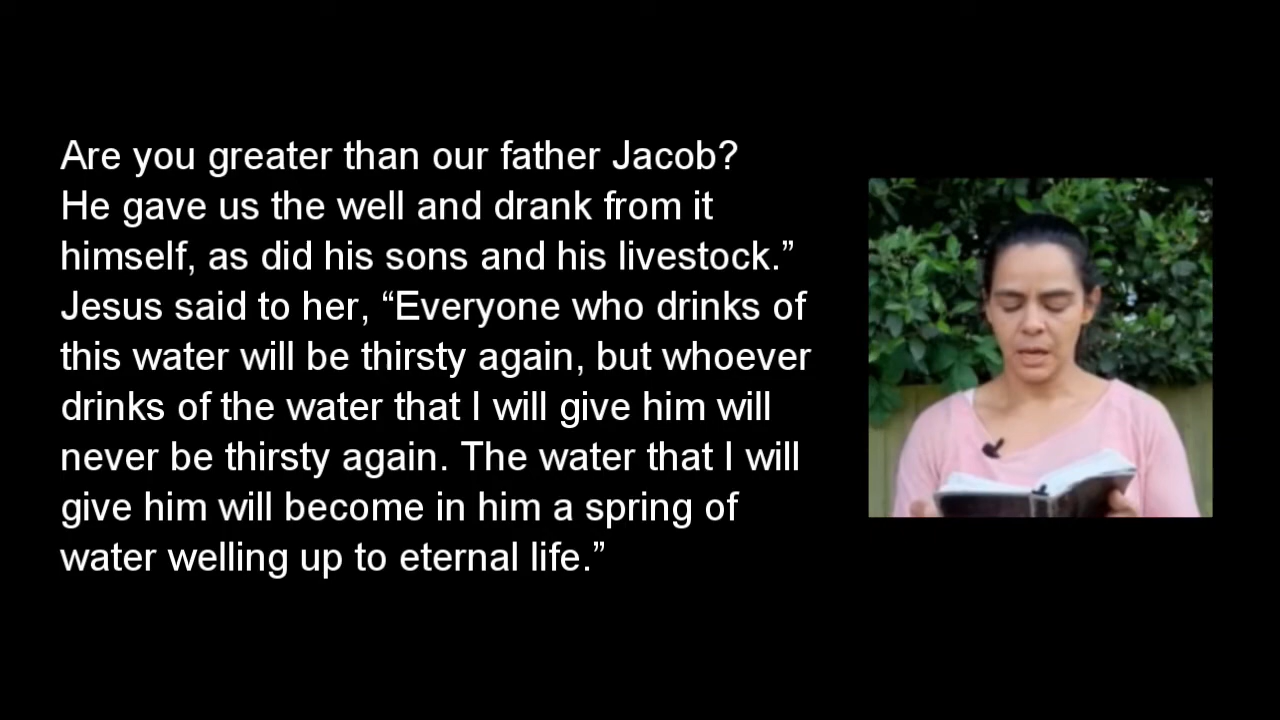 Are you greater than our father Jacob?
He gave us the well and drank from it
himself, as did his sons and his livestock.”
Jesus said to her, “Everyone who drinks of
this water will be thirsty again, but whoever
drinks of the water that I will give him will
never be thirsty again. The water that I will
give him will become in him a spring of
water welling up to eternal life.”